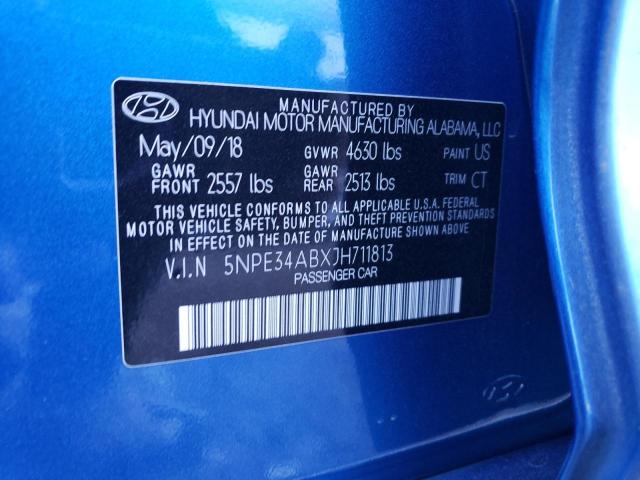 MANUFACTURED BY
HYUNDAI MOTOR MANUFACTURING ALABAMA, LLC
May/09/18 GVWR 4630 lbs PAINT US
GAWR FRONT 2557 lbs GAWR REAR 2513 lbs TRIM CT
THIS VEHICLE CONFORMS TO ALL APPLICABLE U.S.A. FEDERAL
MOTOR VEHICLE SAFETY, BUMPER, AND THEFT PREVENTION STANDARDS
IN EFFECT ON THE DATE OF MANUFACTURE SHOWN ABOVE.
V.I.N 5NPE34ABXJH711813
PASSENGER CAR